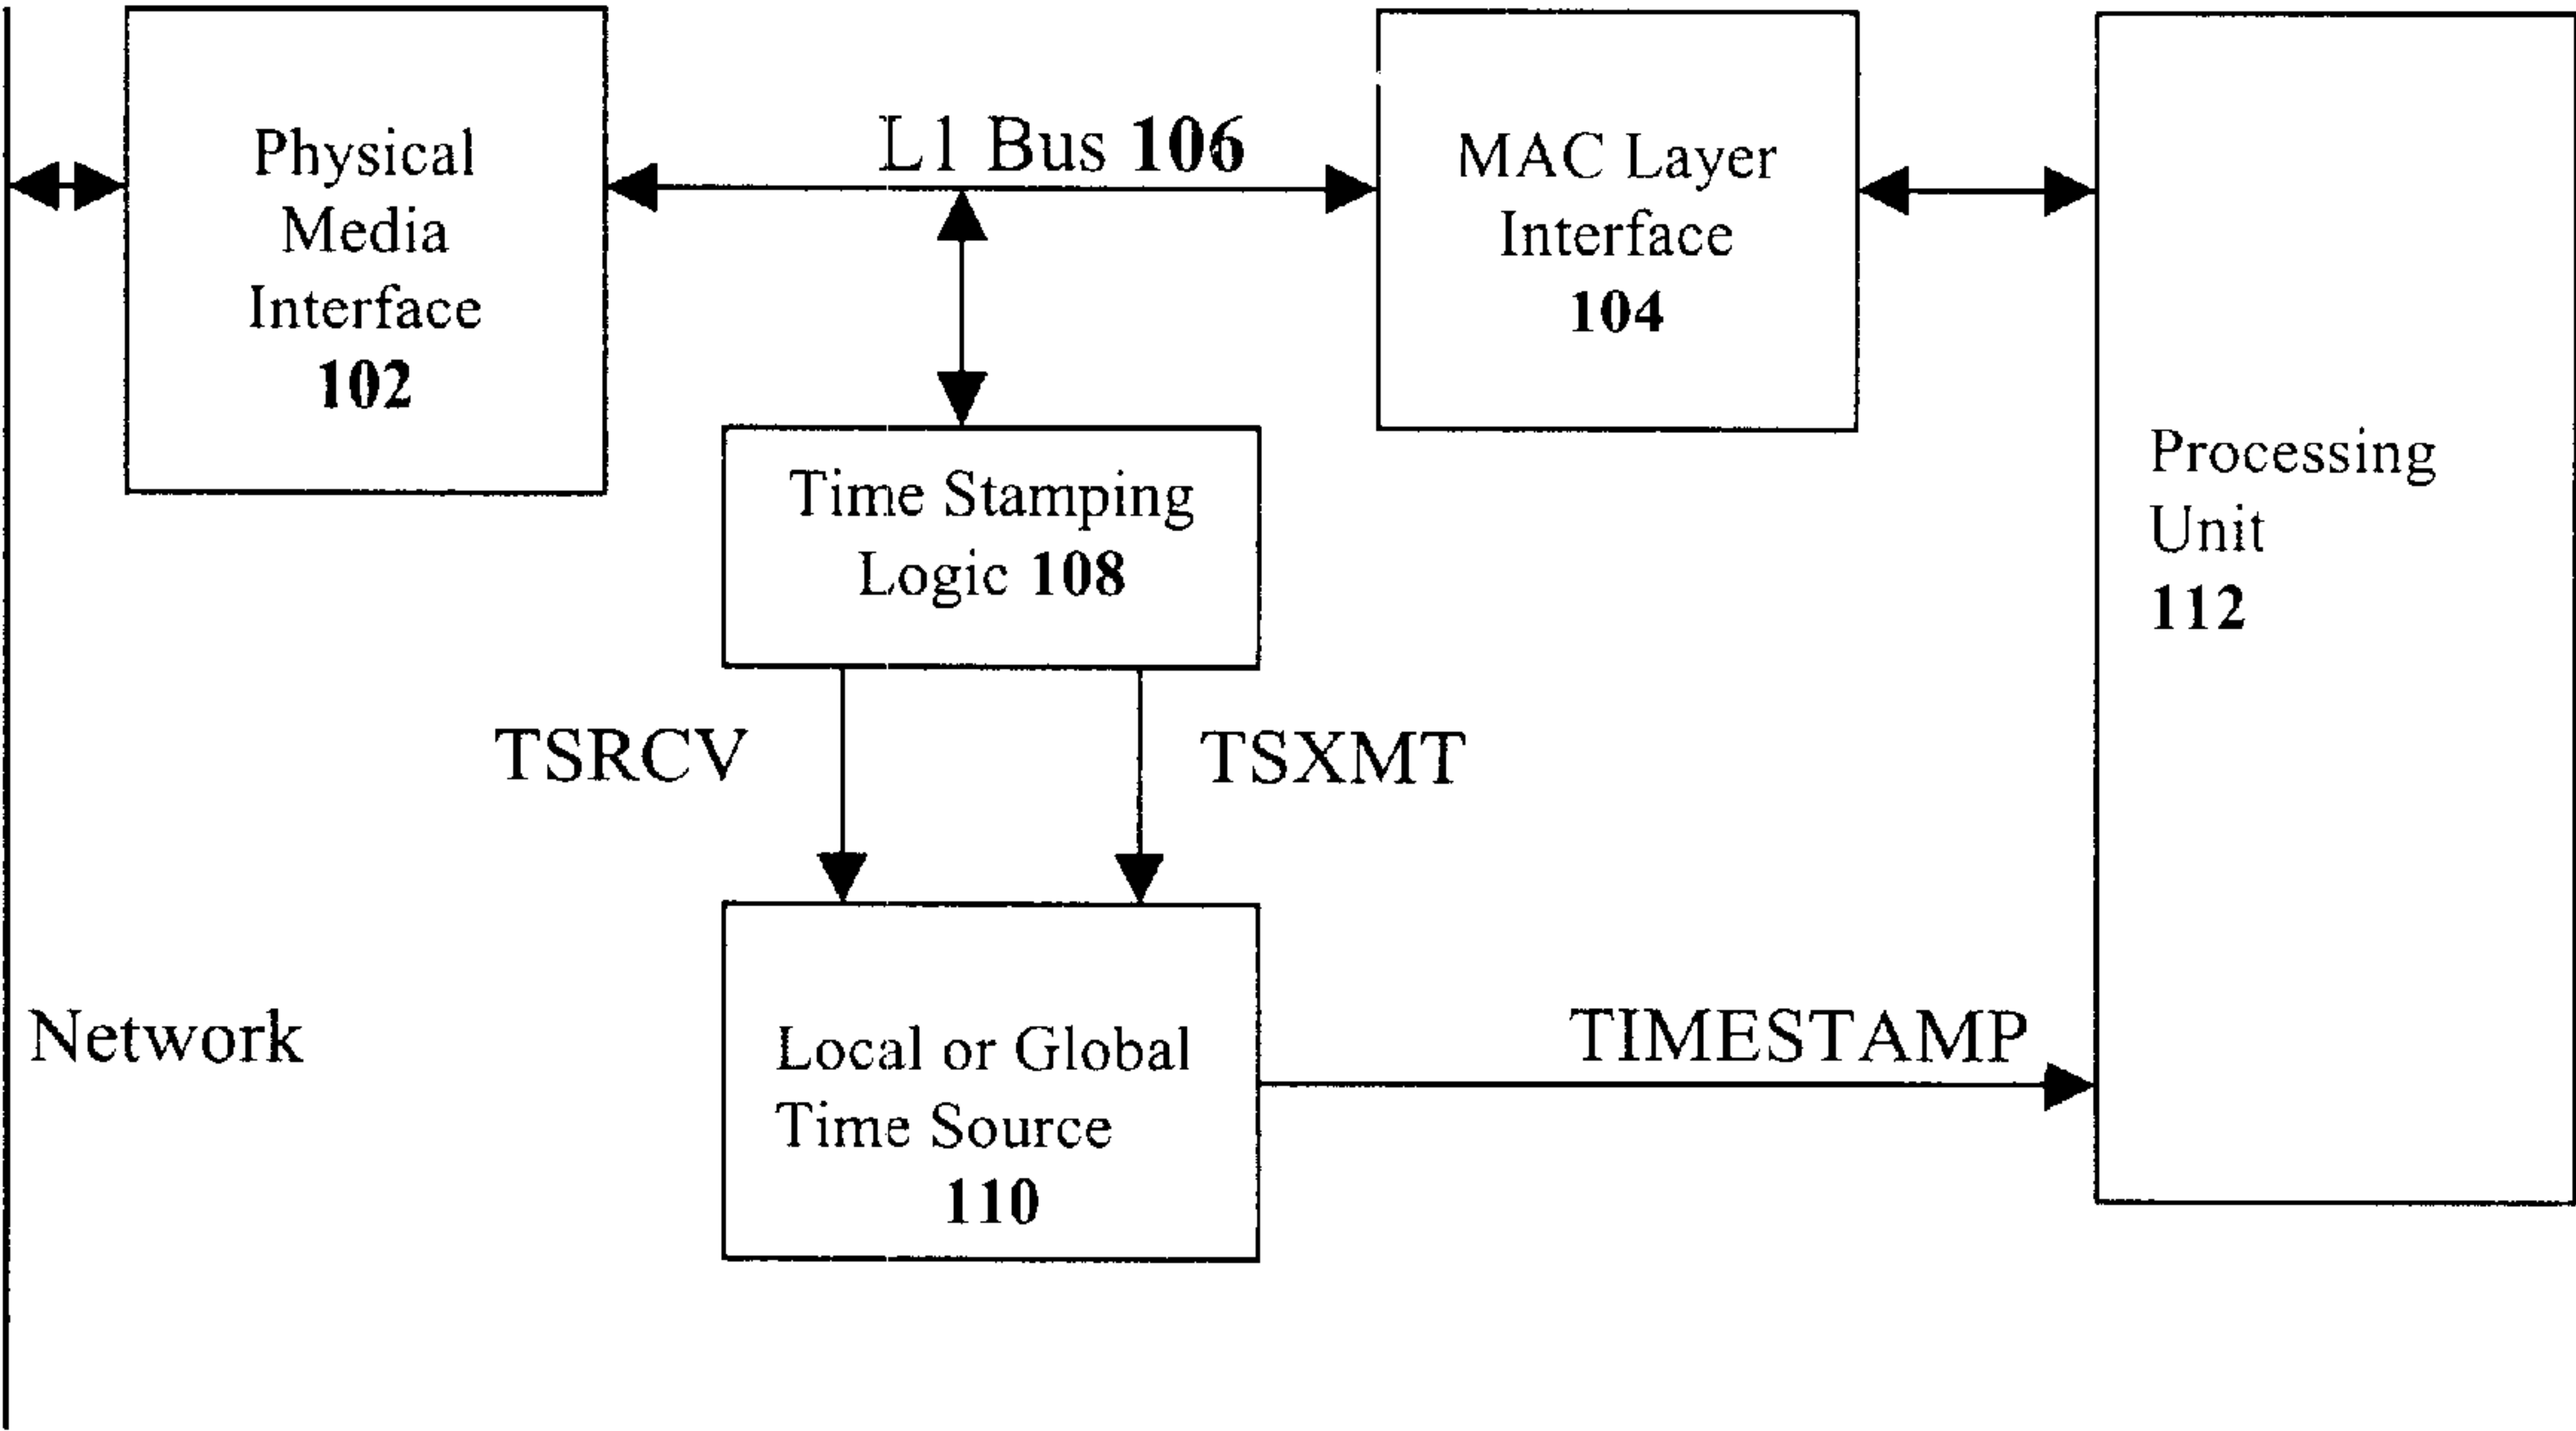 Physical
Media
Interface
102
L1 Bus 106
MAC Layer
Interface
104
Time Stamping
Logic 108
Processing
Unit
112
TSRCV
TSXMT
Network
Local or Global
Time Source
110
TIMESTAMP